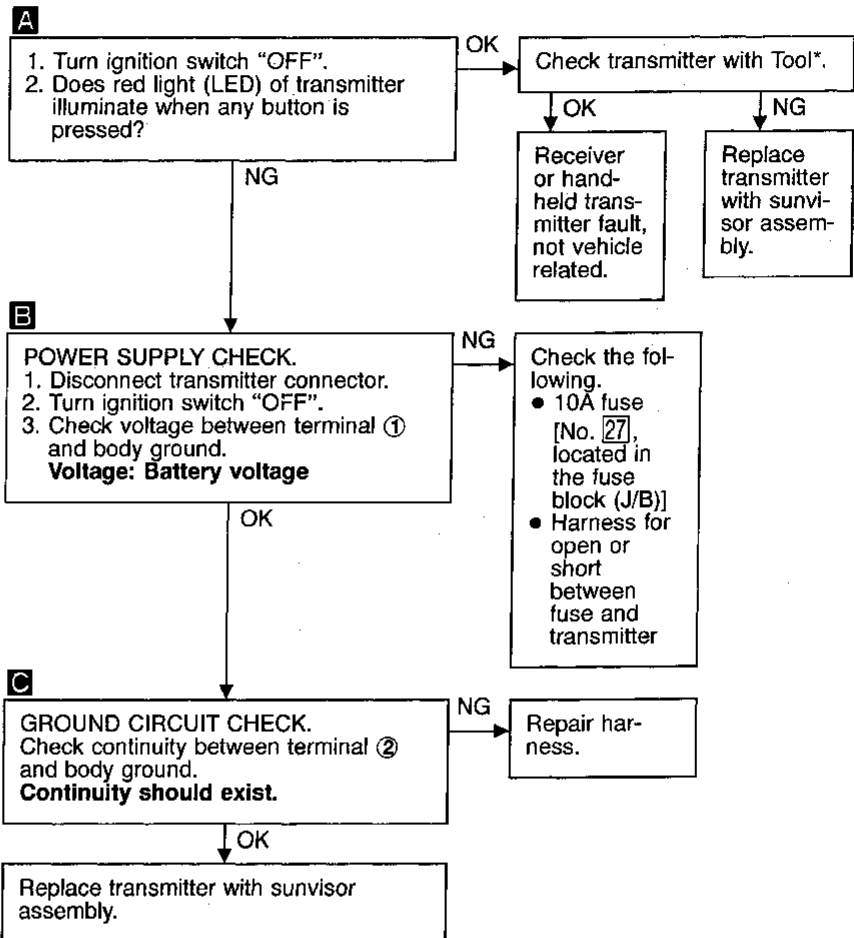 A
1. Turn ignition switch “OFF”.
2. Does red light (LED) of transmitter
illuminate when any button is
pressed?
OK
Check transmitter with Tool*.
OK
NG
Receiver
or hand-
held trans-
mitter fault,
not vehicle
related.
Replace
transmitter
with sunvi-
sor assem-
bly.
NG
B
POWER SUPPLY CHECK.
1. Disconnect transmitter connector.
2. Turn ignition switch “OFF”.
3. Check voltage between terminal ①
and body ground.
Voltage: Battery voltage
NG
Check the fol-
lowing.
● 10A fuse
[No. 27,
located in
the fuse
block (J/B)]
● Harness for
open or
short
between
fuse and
transmitter
OK
C
GROUND CIRCUIT CHECK.
Check continuity between terminal ②
and body ground.
Continuity should exist.
NG
Repair har-
ness.
OK
Replace transmitter with sunvisor
assembly.